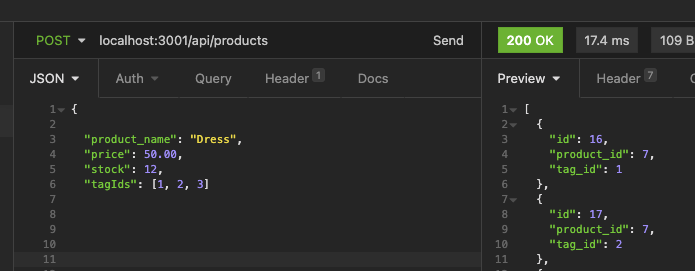 POST localhost:3001/api/products Send 200 OK 17.4 ms 109 B
JSON Auth Query Header 1 Docs Preview Header 7
1 {
2
3 "product_name": "Dress",
4 "price": 50.00,
5 "stock": 12,
6 "tagIds": [1, 2, 3]
7
8
9
10
11
1 [
2 {
3 "id": 16,
4 "product_id": 7,
5 "tag_id": 1
6 },
7 {
8 "id": 17,
9 "product_id": 7,
10 "tag_id": 2
11 },